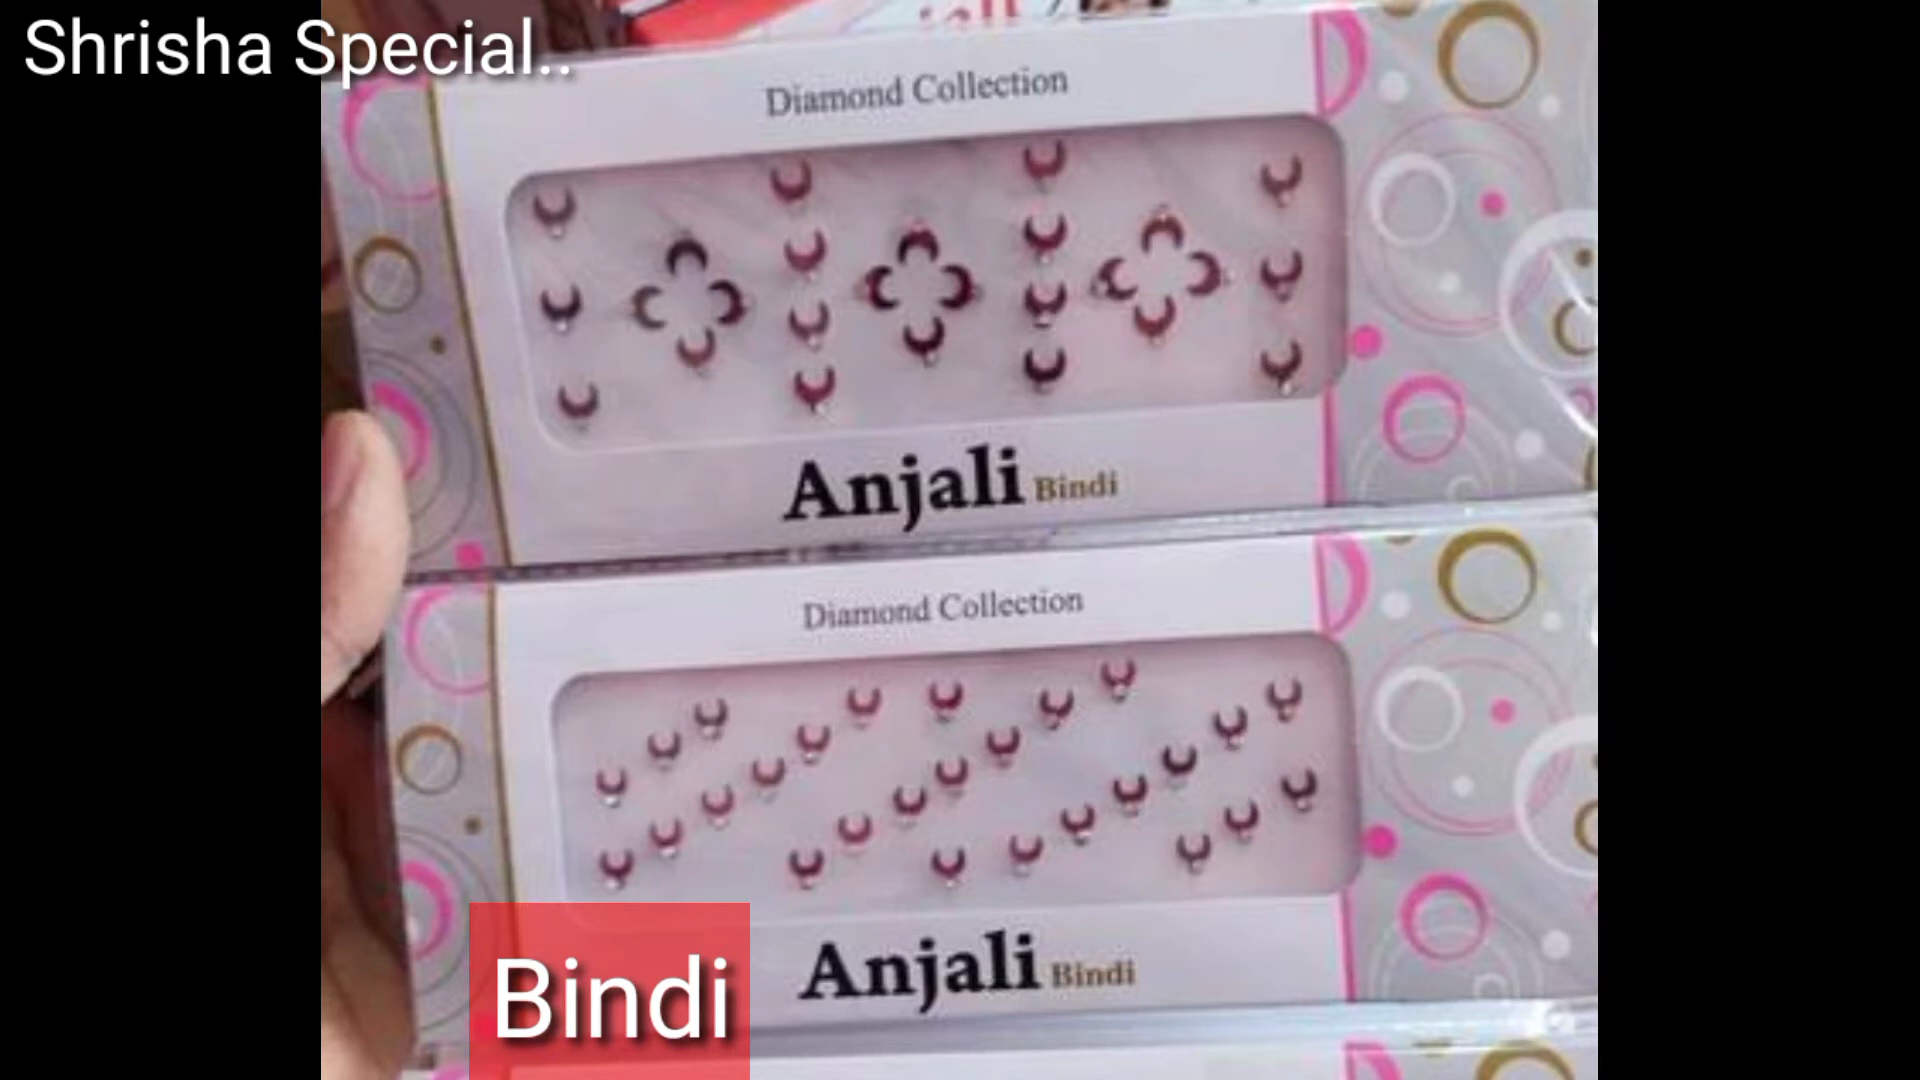 Shrisha Special..
Diamond Collection
Anjali Bindi
Diamond Collection
Anjali Bindi
Bindi